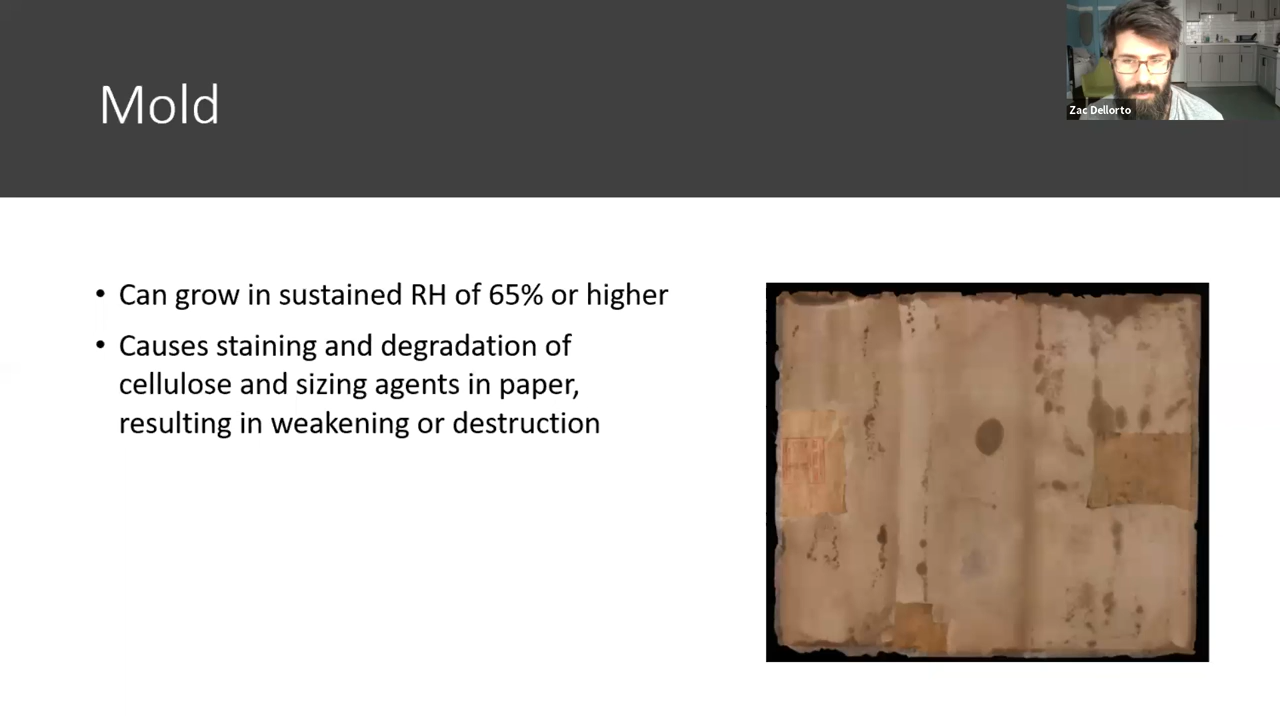 Mold
Zac Dellorto
• Can grow in sustained RH of 65% or higher
• Causes staining and degradation of
cellulose and sizing agents in paper,
resulting in weakening or destruction